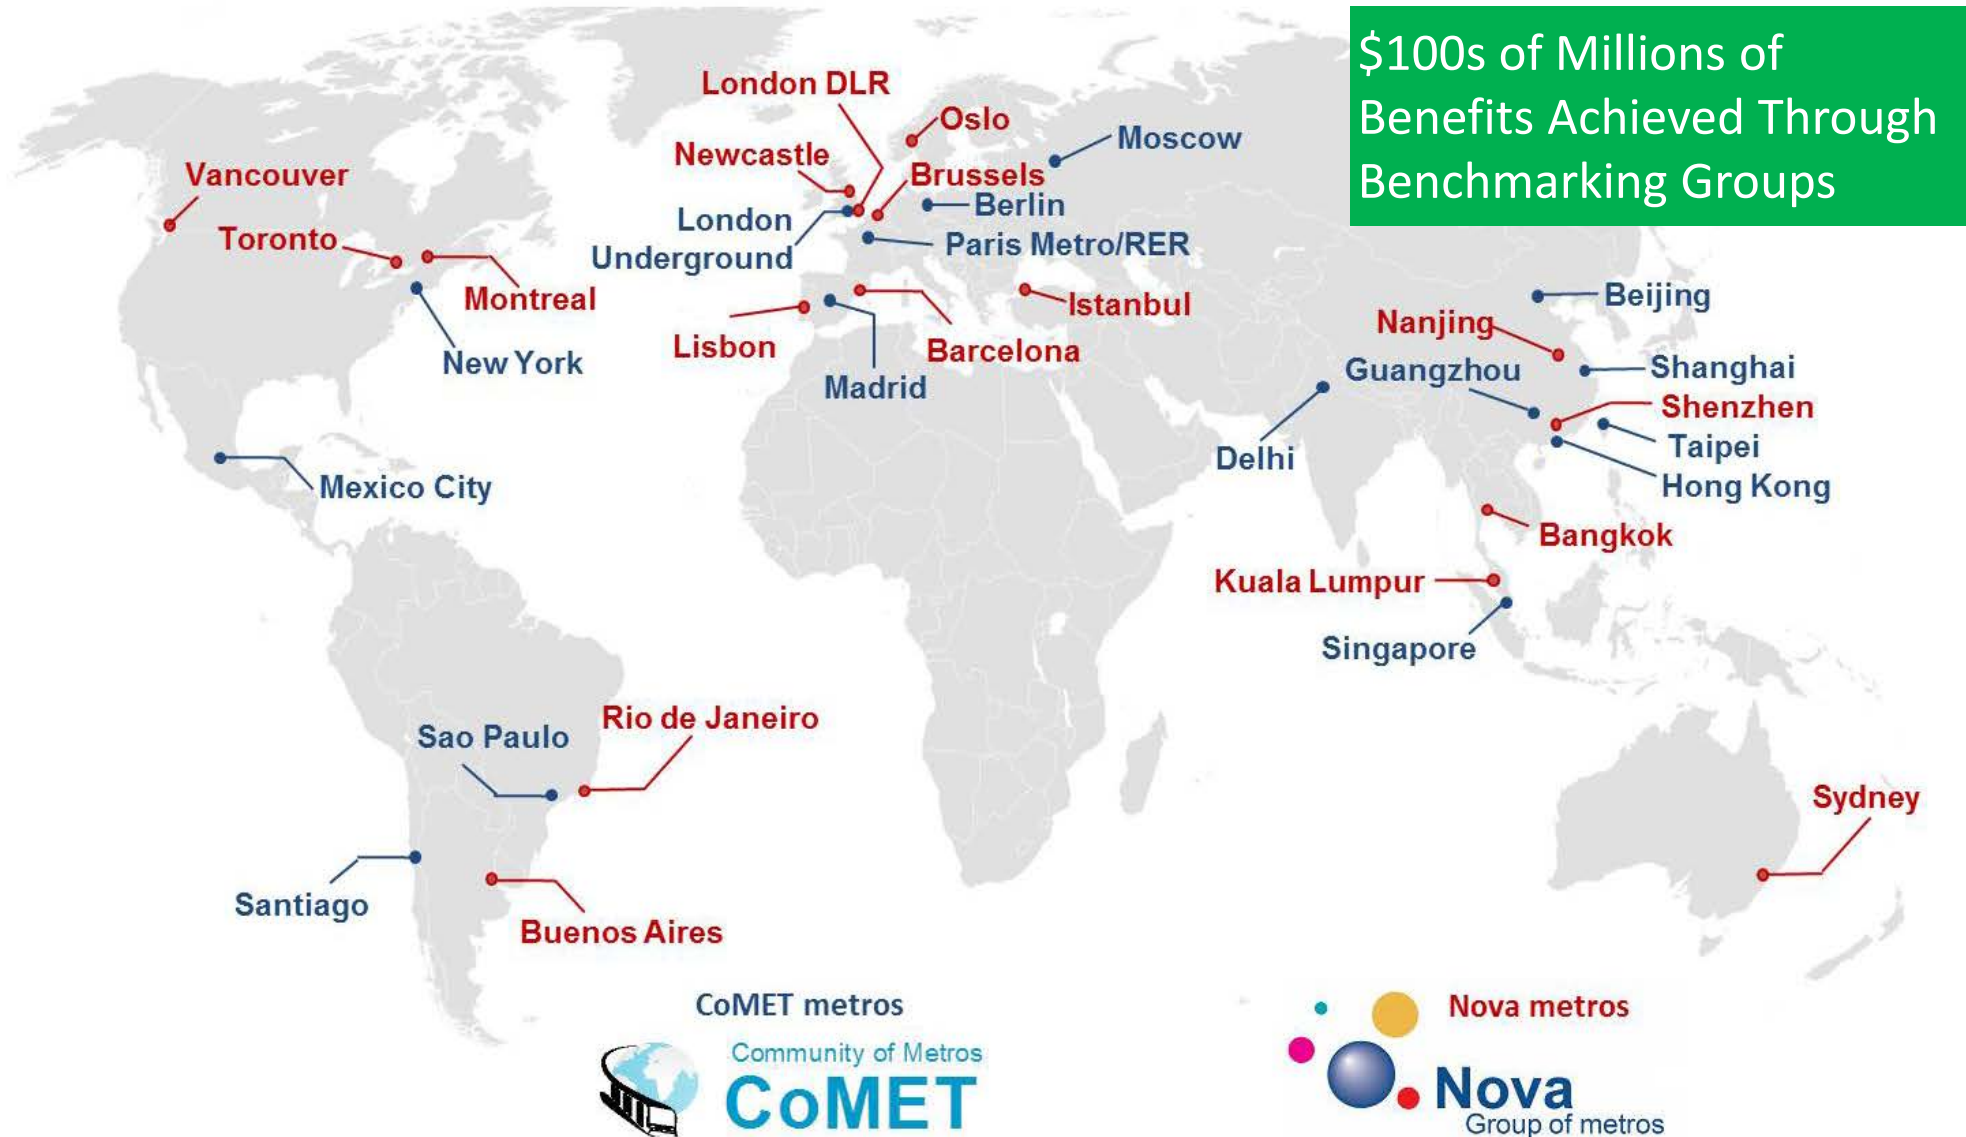 $100s of Millions of
Benefits Achieved Through
Benchmarking Groups
London DLR
Oslo
Moscow
Newcastle
Brussels
Vancouver
Berlin
London
Underground
Toronto
Paris Metro/RER
Montreal
Istanbul
Beijing
Nanjing
Lisbon
Barcelona
New York
Madrid
Guangzhou
Shanghai
Shenzhen
Taipei
Delhi
Hong Kong
Mexico City
Bangkok
Kuala Lumpur
Singapore
Rio de Janeiro
Sao Paulo
Sydney
Santiago
Buenos Aires
CoMET metros
Community of Metros
CoMET
Nova metros
Nova
Group of metros